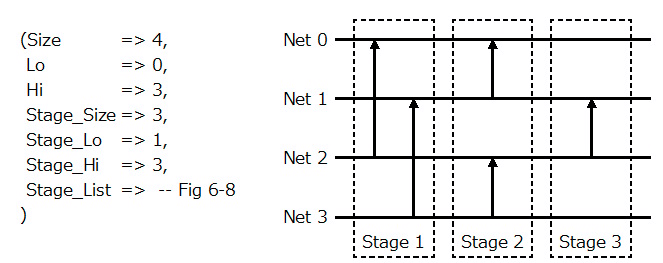 (Size => 4,
Lo => 0,
Hi => 3,
Stage_Size => 3,
Stage_Lo => 1,
Stage_Hi => 3,
Stage_List => -- Fig 6-8
)
Net 0
Net 1
Net 2
Net 3
Stage 1 Stage 2 Stage 3